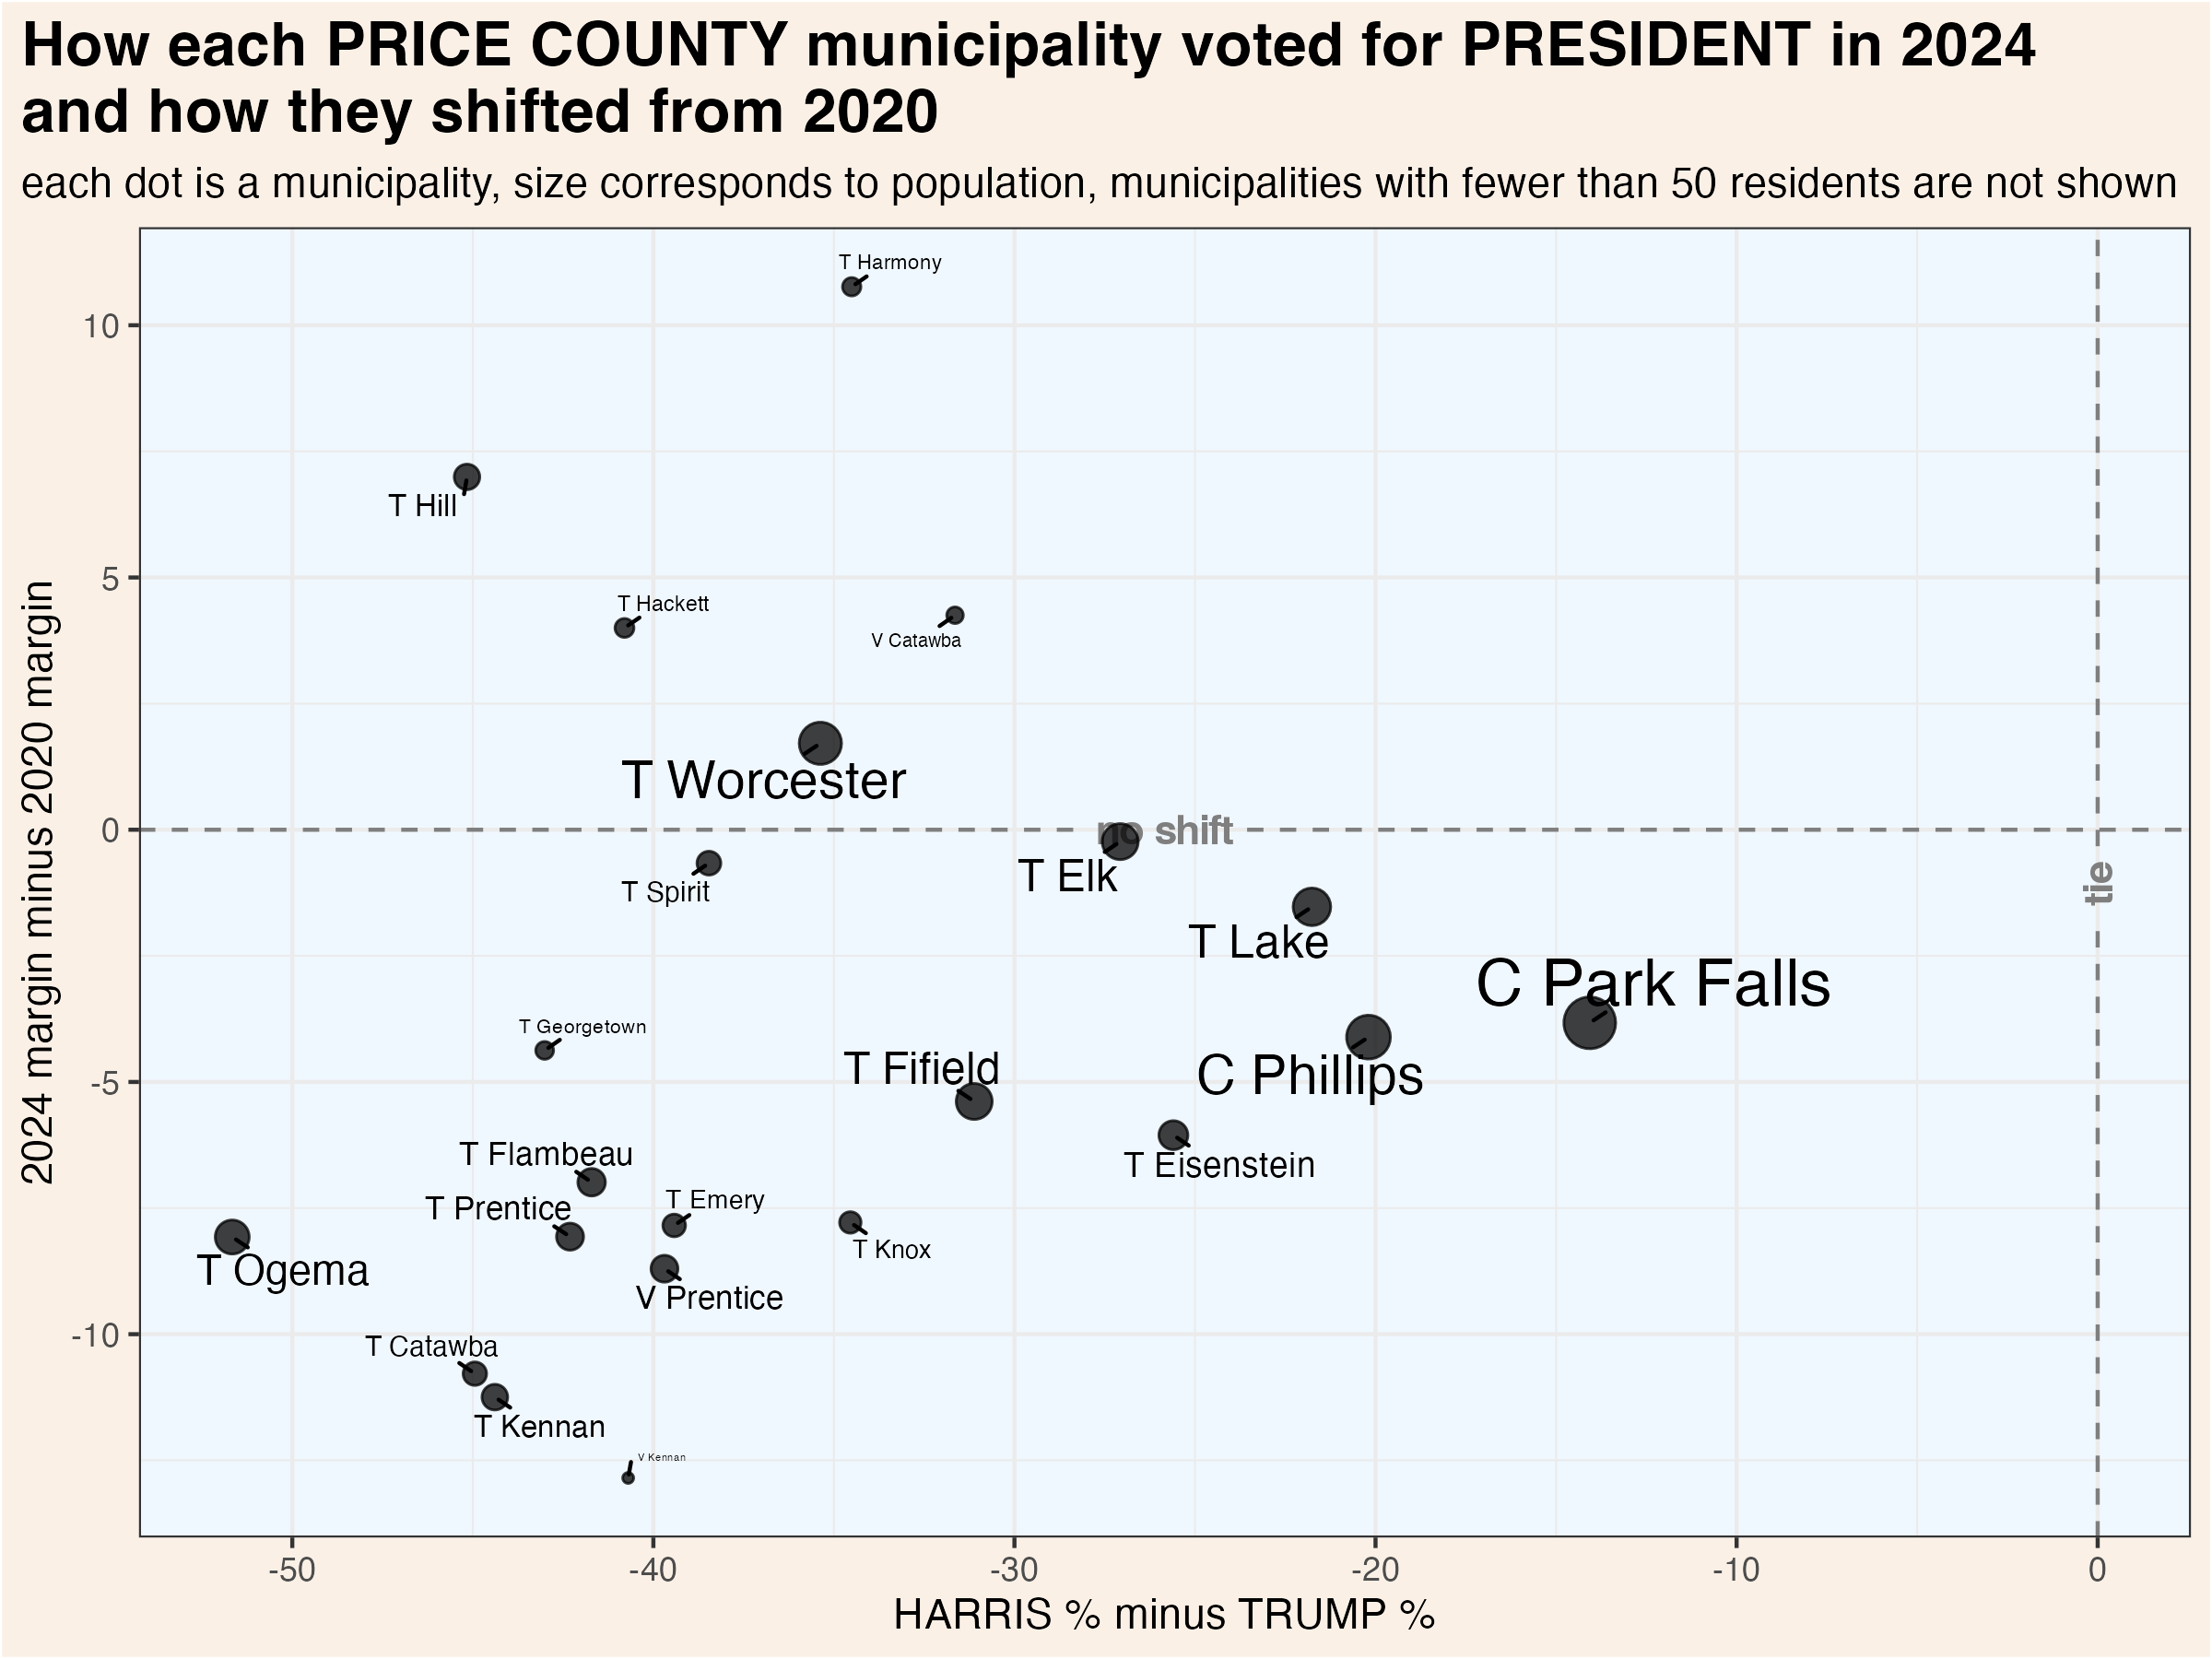 How each PRICE COUNTY municipality voted for PRESIDENT in 2024
and how they shifted from 2020
each dot is a municipality, size corresponds to population, municipalities with fewer than 50 residents are not shown
2024 margin minus 2020 margin
10
5
0
-5
-10
T Harmony
T Hill
T Hackett
V Catawba
T Worcester
no shift
T Elk
T Spirit
tie
T Lake
C Park Falls
T Georgetown
T Fifield
C Phillips
T Flambeau
T Eisenstein
T Prentice
T Emery
T Knox
T Ogema
V Prentice
T Catawba
T Kennan
V Kennan
-50
-40
-30
-20
-10
0
HARRIS % minus TRUMP %